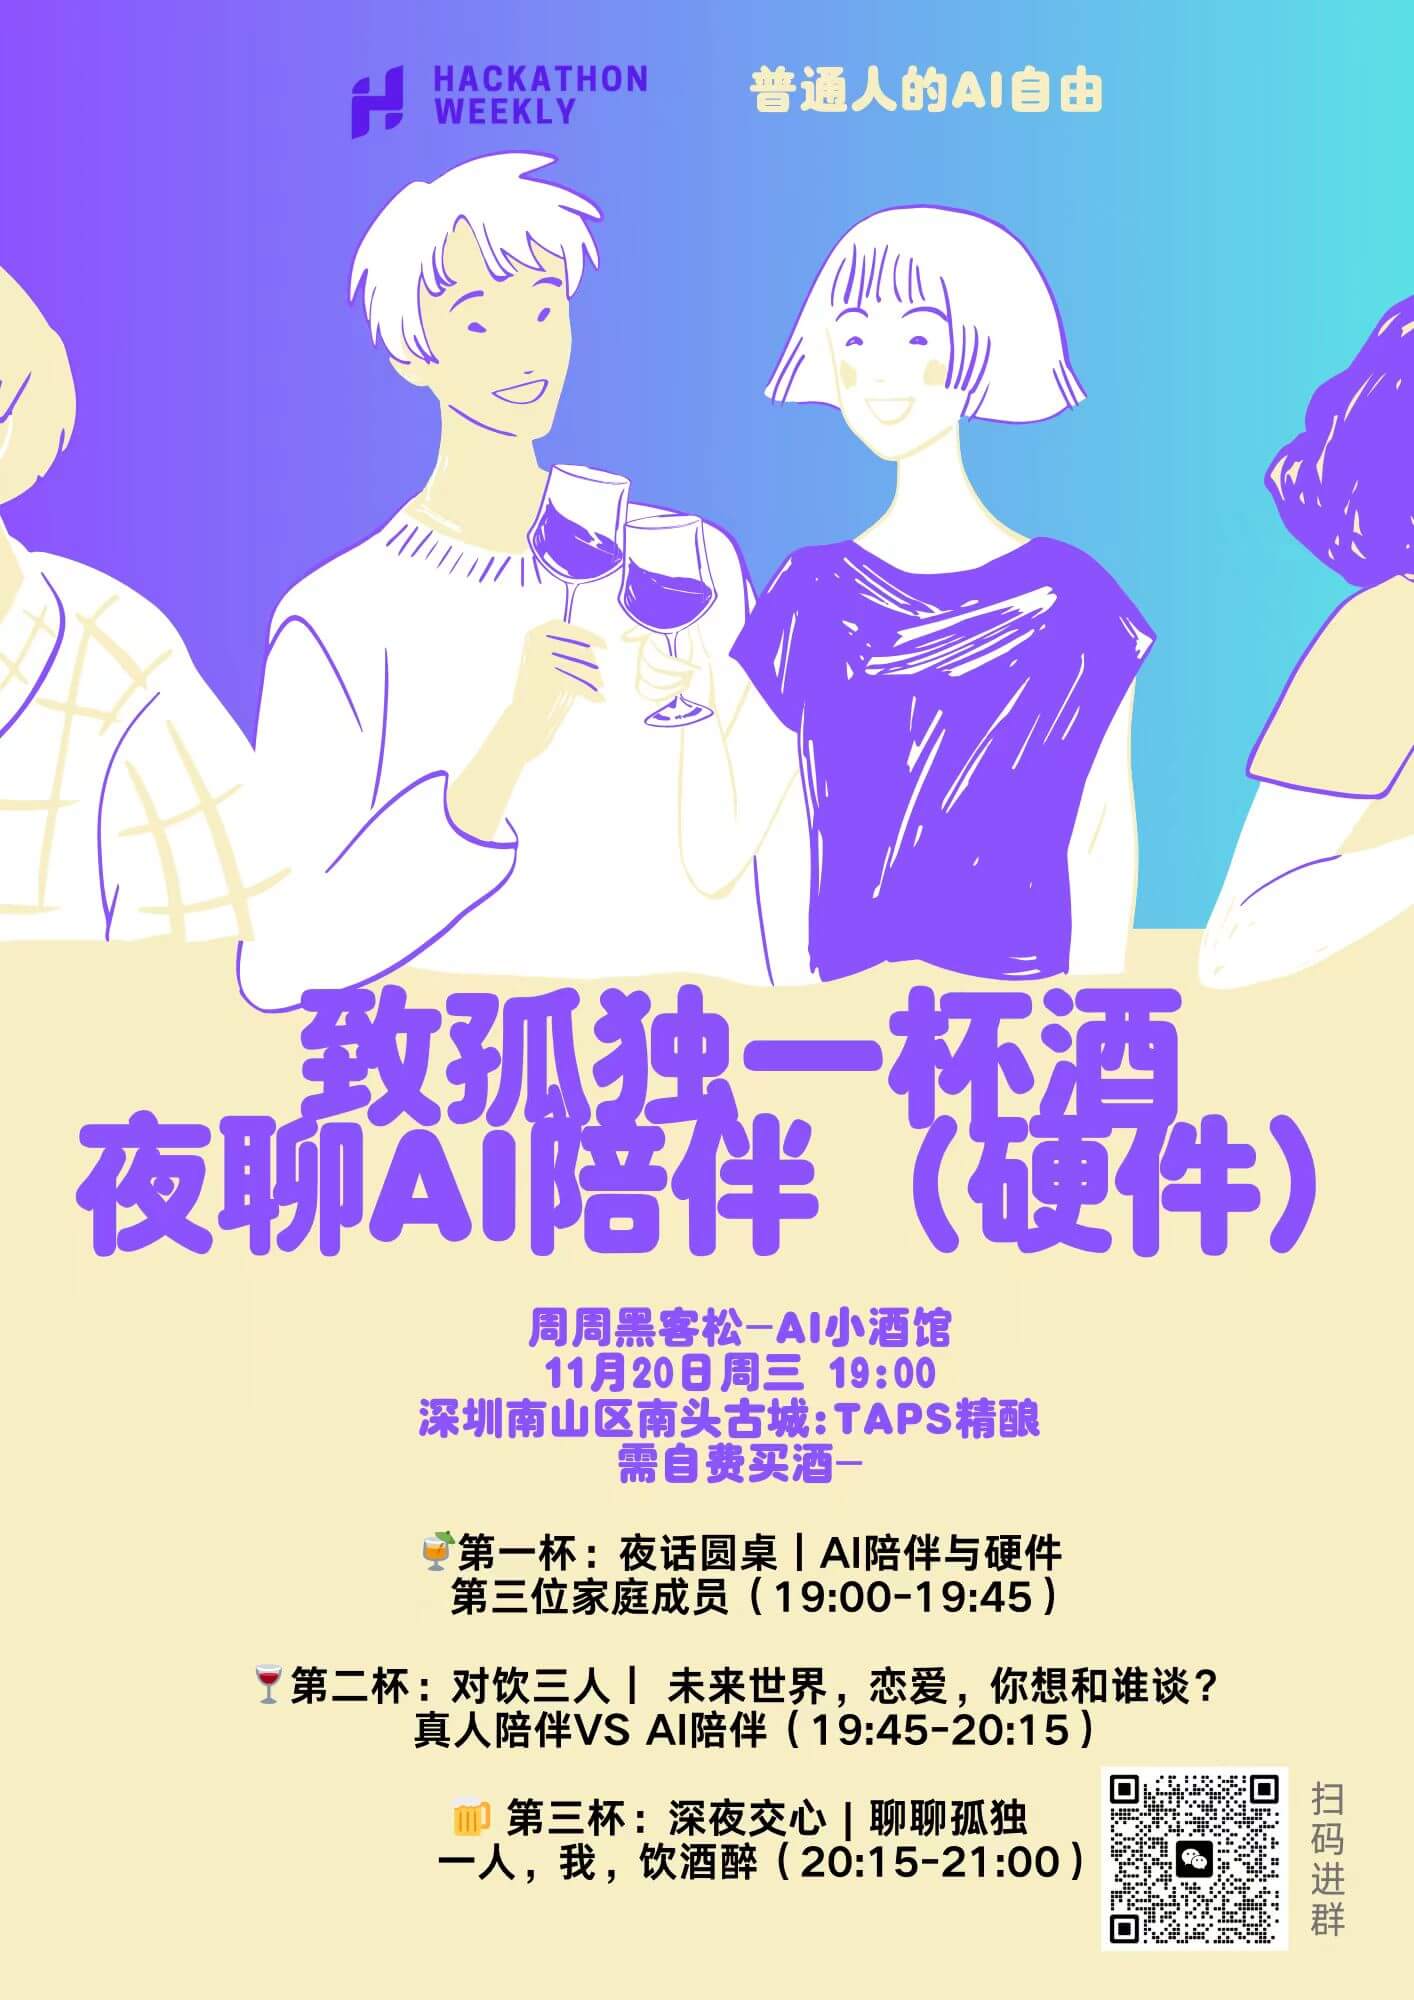 HACKATHON
WEEKLY
普通人的AI自由
致孤独一杯酒
夜聊AI陪伴（硬件）
周周黑客松—AI小酒馆
11月20日周三 19:00
深圳南山区南头古城:TAPS精酿
需自费买酒—
第一杯：夜话圆桌丨AI陪伴与硬件
第三位家庭成员（19:00-19:45）
第二杯：对饮三人丨 未来世界，恋爱，你想和谁谈？
真人陪伴VS AI陪伴（19:45-20:15）
第三杯：深夜交心 | 聊聊孤独
一人，我，饮酒醉（20:15-21:00）
扫码进群